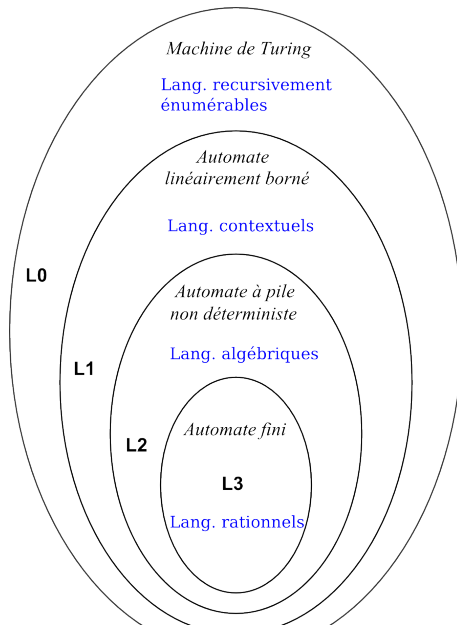 Machine de Turing
Lang. recursivement
énumérables
Automate
linéairement borné
Lang. contextuels
L0
Automate à pile
non déterministe
Lang. algébriques
L1
Automate fini
L2
L3
Lang. rationnels